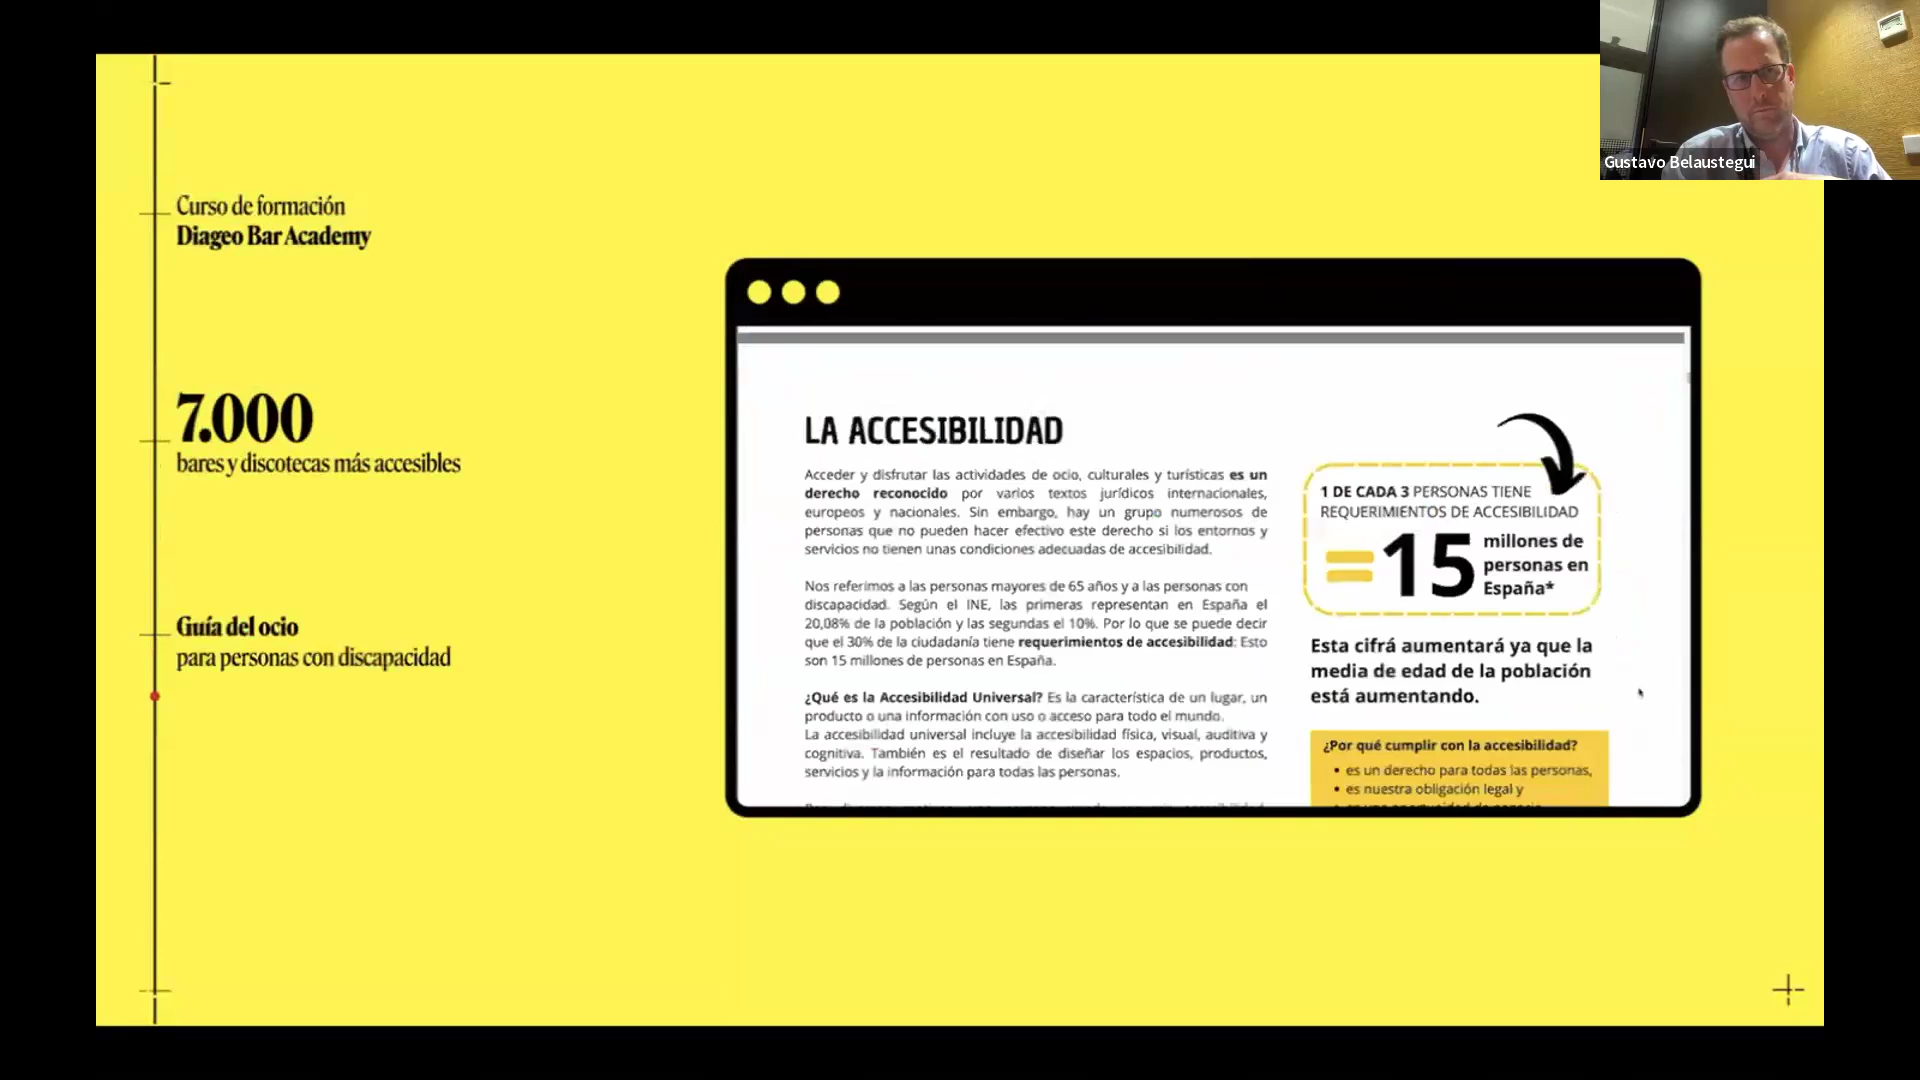 Gustavo Belaustegui
Curso de formación
Diageo Bar Academy
7.000
bares y discotecas más accesibles
Guía del ocio
para personas con discapacidad
LA ACCESIBILIDAD
Acceder y disfrutar las actividades de ocio, culturales y turísticas es un
derecho reconocido por varios textos jurídicos internacionales,
europeos y nacionales. Sin embargo, hay un grupo numerosos de
personas que no pueden hacer efectivo este derecho si los entornos y
servicios no tienen unas condiciones adecuadas de accesibilidad.
Nos referimos a las personas mayores de 65 años y a las personas con
discapacidad. Según el INE, las primeras representan en España el
20,08% de la población y las segundas el 10%. Por lo que se puede decir
que el 30% de la ciudadanía tiene requerimientos de accesibilidad: Esto
son 15 millones de personas en España.
¿Qué es la Accesibilidad Universal? Es la característica de un lugar, un
producto o una información con uso o acceso para todo el mundo.
La accesibilidad universal incluye la accesibilidad física, visual, auditiva y
cognitiva. También es el resultado de diseñar los espacios, productos,
servicios y la información para todas las personas.
1 DE CADA 3 PERSONAS TIENE
REQUERIMIENTOS DE ACCESIBILIDAD
=15
millones de
personas en
España*
Esta cifrá aumentará ya que la
media de edad de la población
está aumentando.
¿Por qué cumplir con la accesibilidad?
• es un derecho para todas las personas,
• es nuestra obligación legal y